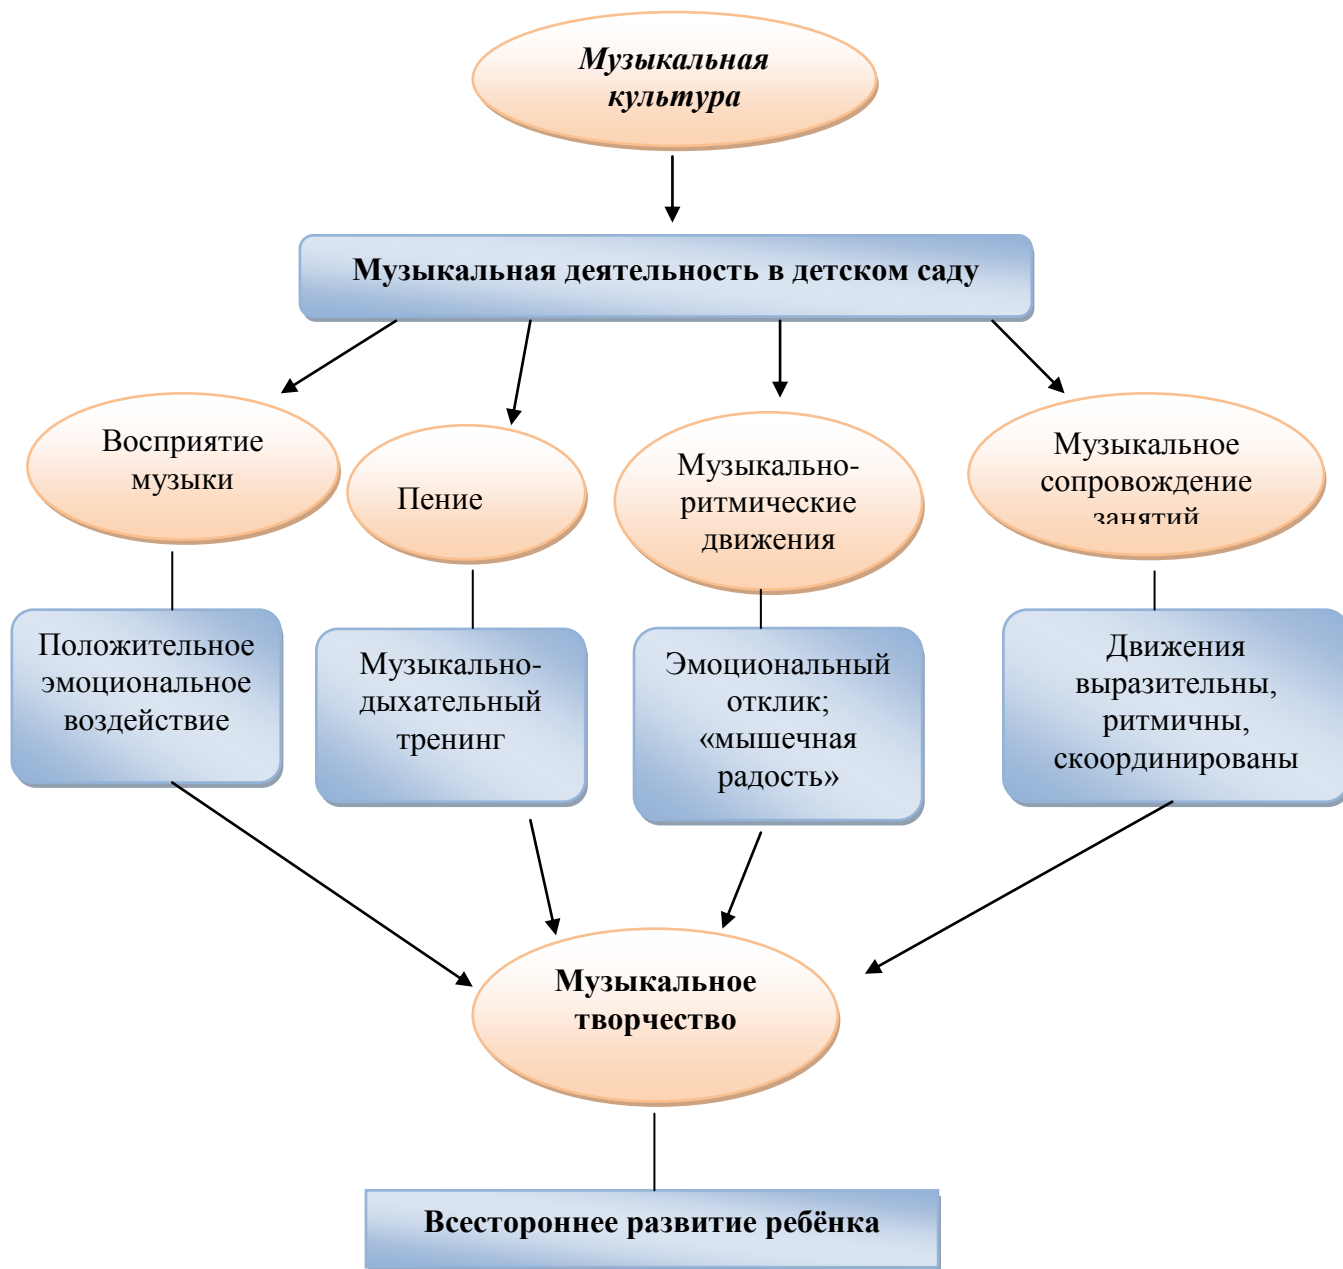 Музыкальная
культура
Музыкальная деятельность в детском саду
Восприятие
музыки
Пение
Музыкально-
ритмические
движения
Музыкальное
сопровождение
занятий
Положительное
эмоциональное
воздействие
Музыкально-
дыхательный
тренинг
Эмоциональный
отклик;
«мышечная
радость»
Движения
выразительны,
ритмичны,
скоординированы
Музыкальное
творчество
Всестороннее развитие ребёнка